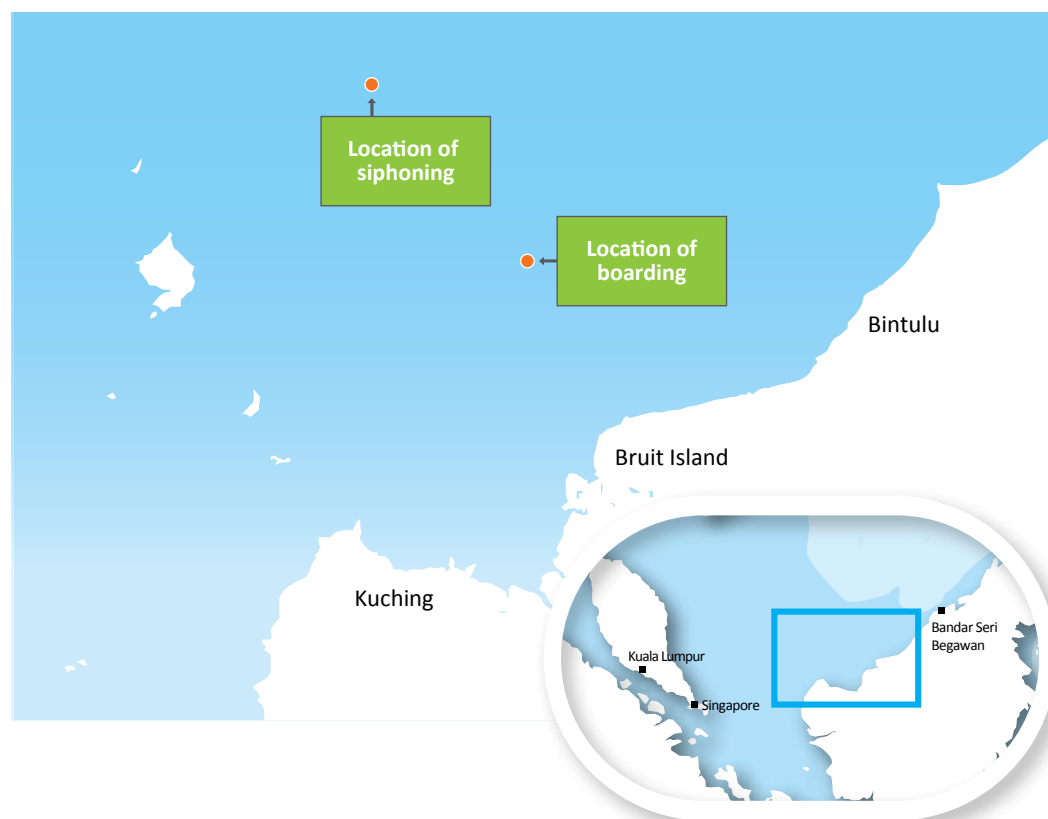 Location of
siphoning
Location of
boarding
Bintulu
Bruit Island
Kuching
Bandar Seri
Begawan
Kuala Lumpur
Singapore